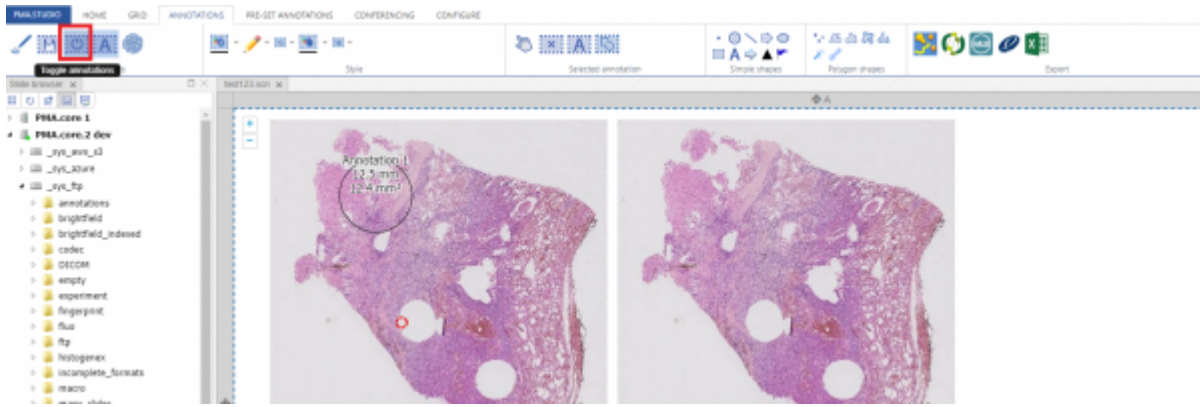 PMA.STUDIO HOME GRID ANNOTATIONS PRE-SET ANNOTATIONS CONFERENCING CONFIGURE
Toggle annotations
Style
Selected annotation
Simple shapes
Polygon shapes
Export
Slide browser
test123.scn
A
PMA.core 1
PMA.core.2 dev
_sys_aws_s3
_sys_azure
_sys_ftp
annotations
brightfield
brightfield_indexed
codec
DICOM
empty
experiment
fingerprint
fluo
ftp
histogenex
incomplete_formats
macro
many_slides
Annotation 1
12.5 mm
12.4 mm²